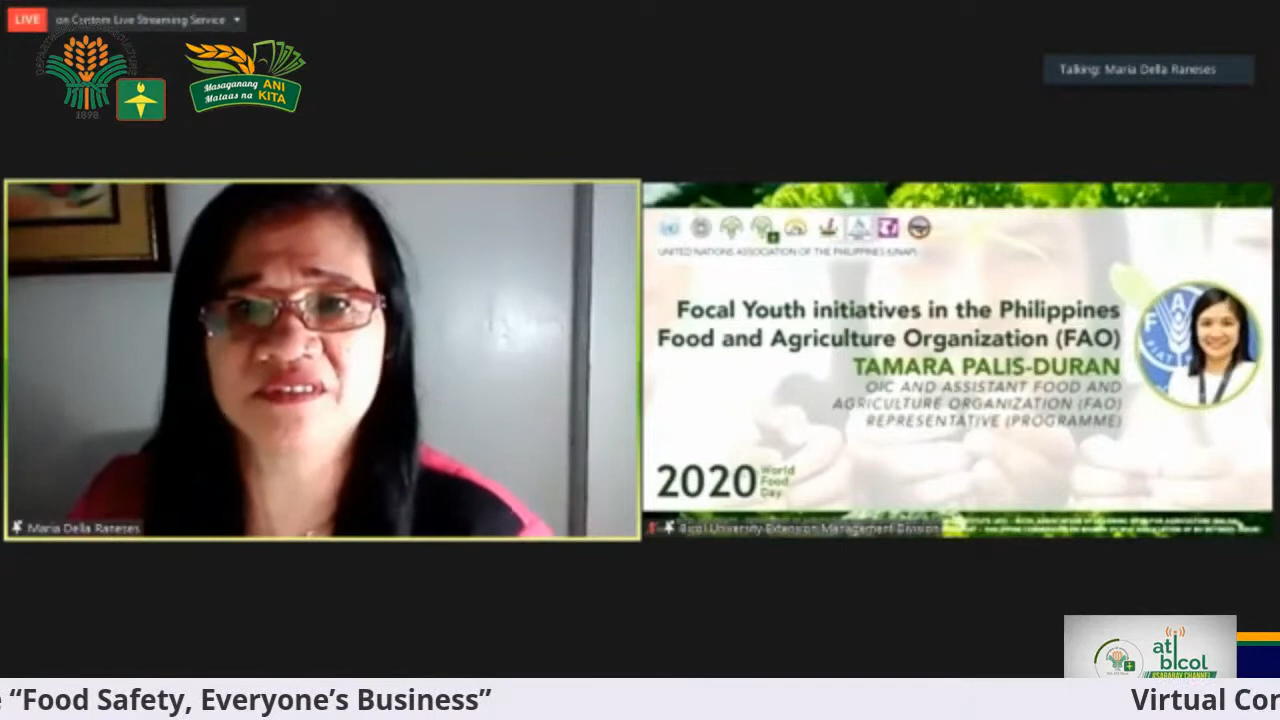 LIVE on Custom Live Streaming Service
1898
Masaganang ANI
Mataas na KITA
Talking: Maria Della Raneses
UNITED NATIONS ASSOCIATION OF THE PHILIPPINES (UNAP)
Focal Youth initiatives in the Philippines
Food and Agriculture Organization (FAO)
TAMARA PALIS-DURAN
OIC AND ASSISTANT FOOD AND
AGRICULTURE ORGANIZATION (FAO)
REPRESENTATIVE (PROGRAMME)
2020 World
Food
Day
Maria Della Raneses
Bicol University Extension Management Division
ati
bicol
KSABABAY CHANNEL
“Food Safety, Everyone’s Business”
Virtual Con